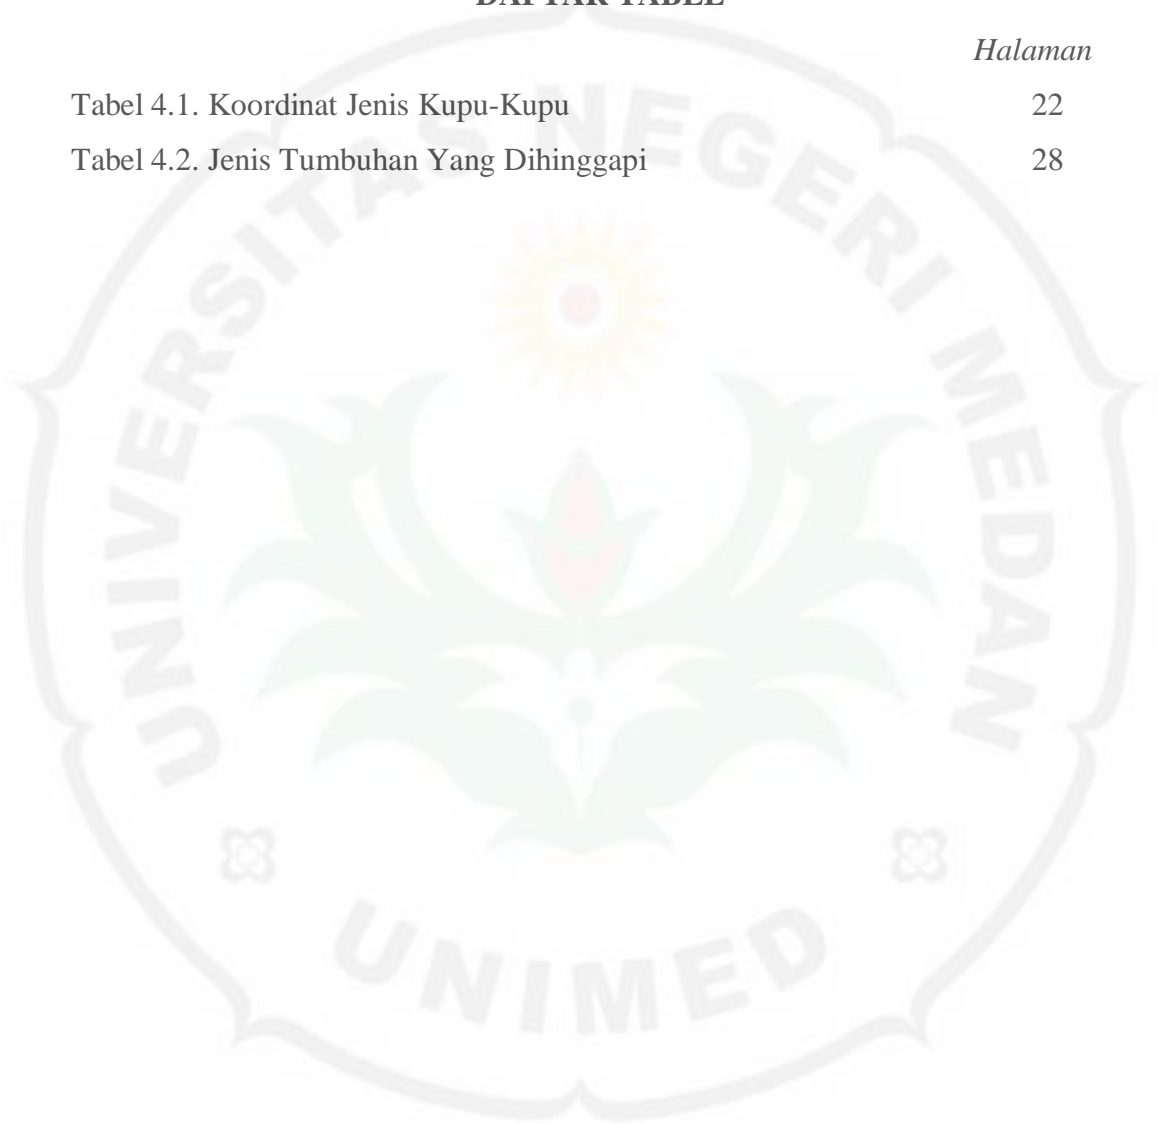 DAFTAR TABEL
Halaman
Tabel 4.1. Koordinat Jenis Kupu-Kupu 22
Tabel 4.2. Jenis Tumbuhan Yang Dihinggapi 28
UNIVERSITAS NEGERI MEDAN
UNIMED